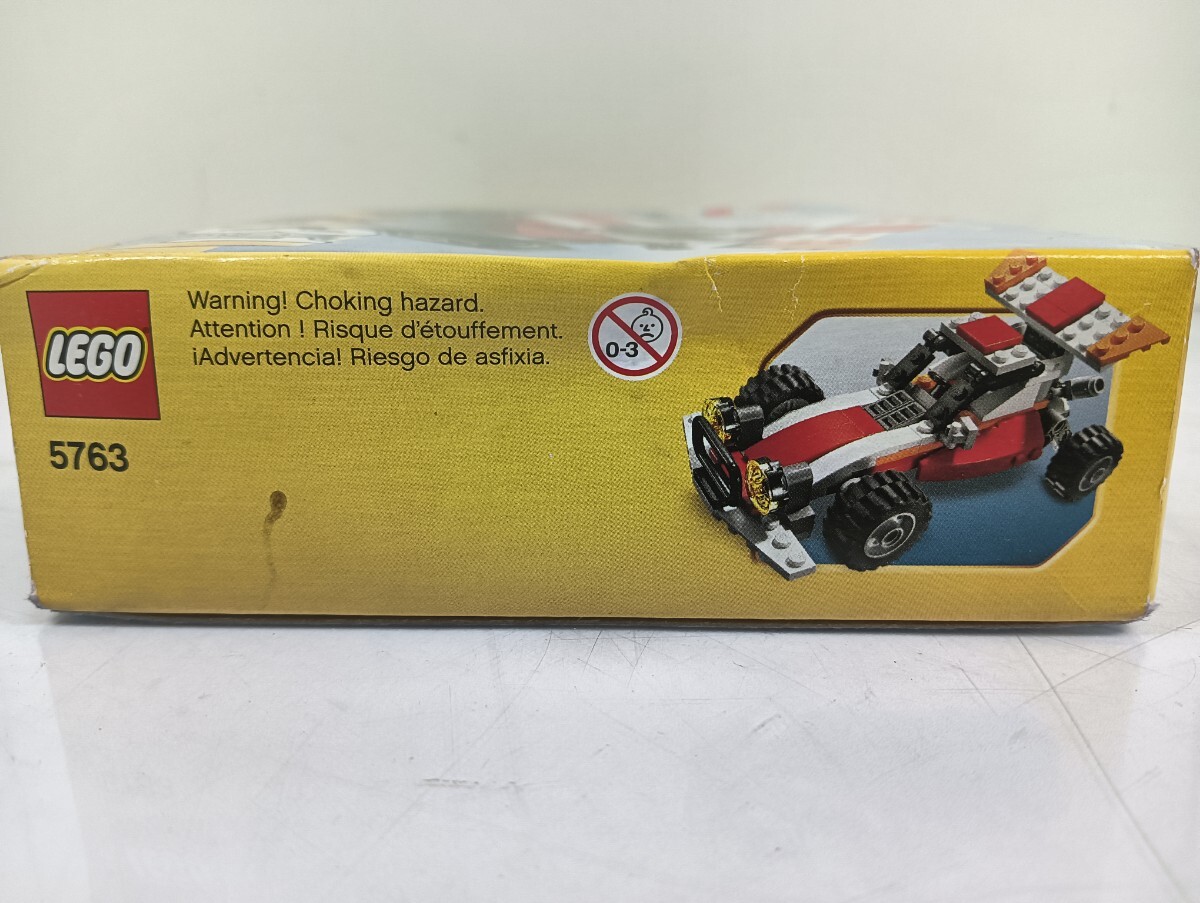 LEGO
5763
Warning! Choking hazard.
Attention ! Risque d'étouffement.
¡Advertencia! Riesgo de asfixia.
0-3